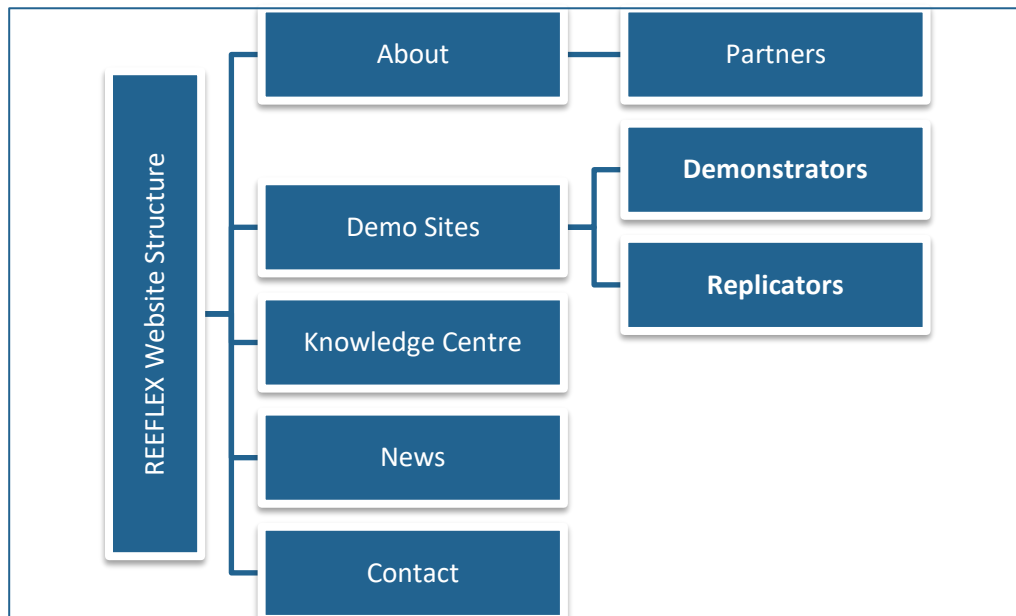 REEFLEX Website Structure
About
Partners
Demo Sites
Demonstrators
Replicators
Knowledge Centre
News
Contact